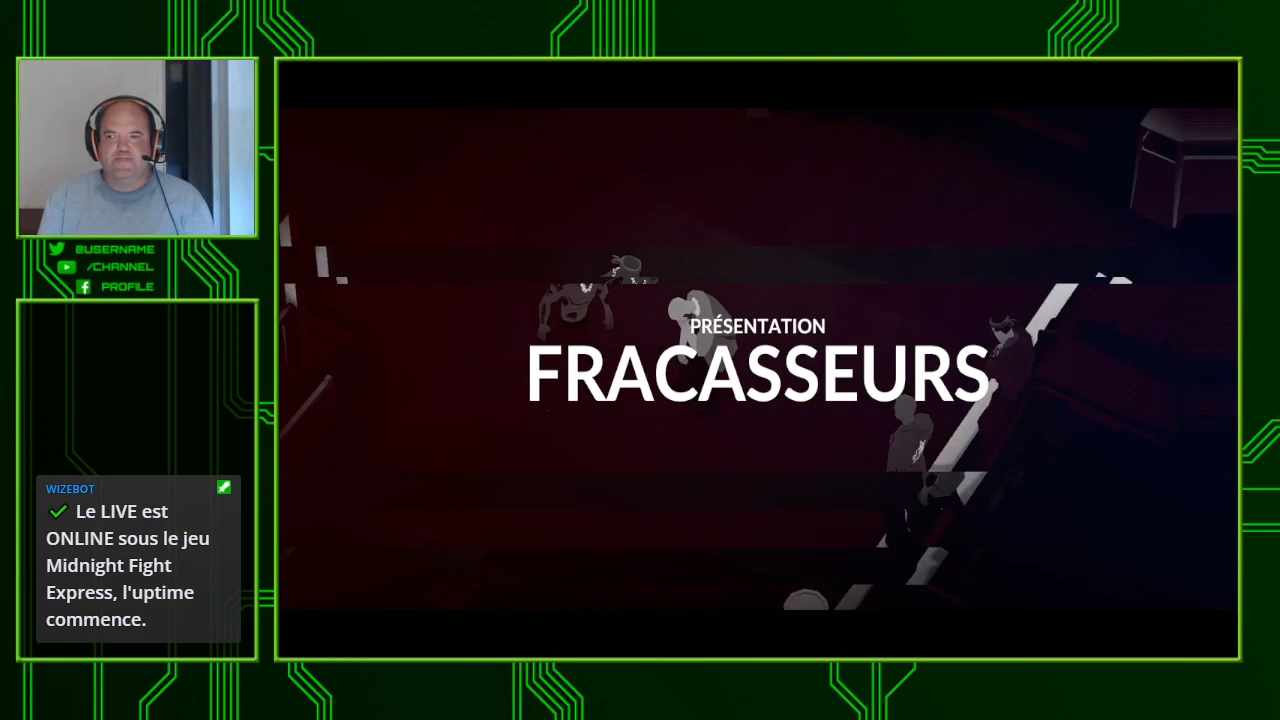 @USERNAME
/CHANNEL
PROFILE
WIZEBOT
Le LIVE est
ONLINE sous le jeu
Midnight Fight
Express, l'uptime
commence.
PRÉSENTATION
FRACASSEURS